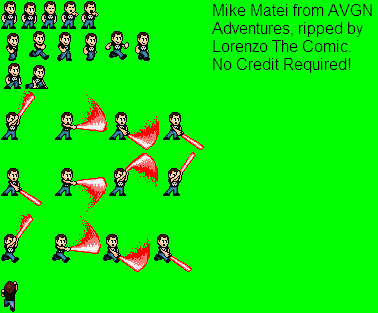 Mike Matei from AVGN
Adventures, ripped by
Lorenzo The Comic.
No Credit Required!